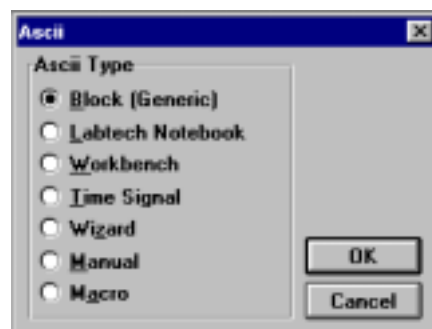 Ascii
Ascii Type
Block (Generic)
Labtech Notebook
Workbench
Time Signal
Wizard
Manual
Macro
OK
Cancel